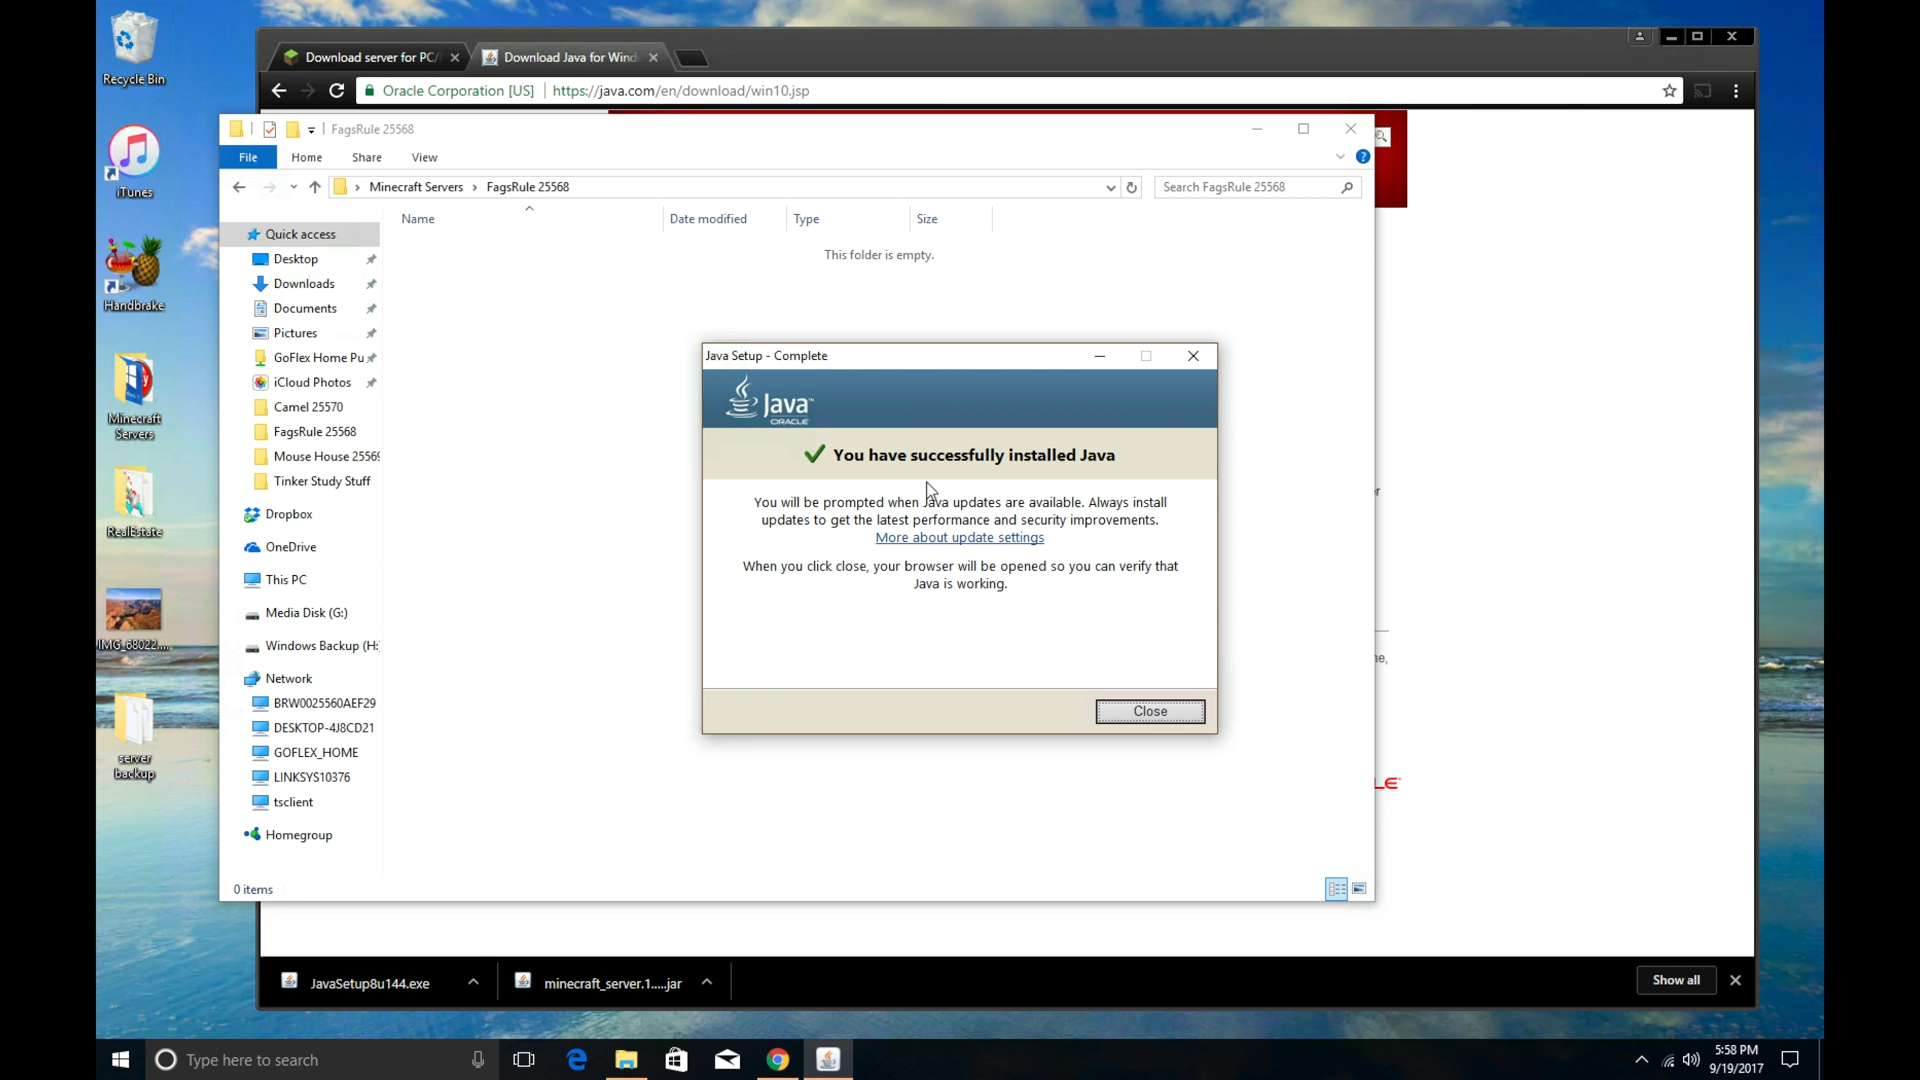 Recycle Bin
iTunes
Handbrake
Minecraft
Servers
RealEstate
IMG_68022....
server
backup
Download server for PC/
Download Java for Wind
Oracle Corporation [US]
https://java.com/en/download/win10.jsp
FagsRule 25568
File
Home
Share
View
Minecraft Servers
FagsRule 25568
Search FagsRule 25568
Name
Date modified
Type
Size
This folder is empty.
Quick access
Desktop
Downloads
Documents
Pictures
GoFlex Home Pu
iCloud Photos
Camel 25570
FagsRule 25568
Mouse House 25569
Tinker Study Stuff
Dropbox
OneDrive
This PC
Media Disk (G:)
Windows Backup (H:
Network
BRW0025560AEF29
DESKTOP-4J8CD21
GOFLEX_HOME
LINKSYS10376
tsclient
Homegroup
0 items
Java Setup - Complete
Java™
ORACLE
You have successfully installed Java
You will be prompted when Java updates are available. Always install
updates to get the latest performance and security improvements.
More about update settings
When you click close, your browser will be opened so you can verify that
Java is working.
Close
r
ne,
LE
JavaSetup8u144.exe
minecraft_server.1.....jar
Show all
Type here to search
5:58 PM
9/19/2017